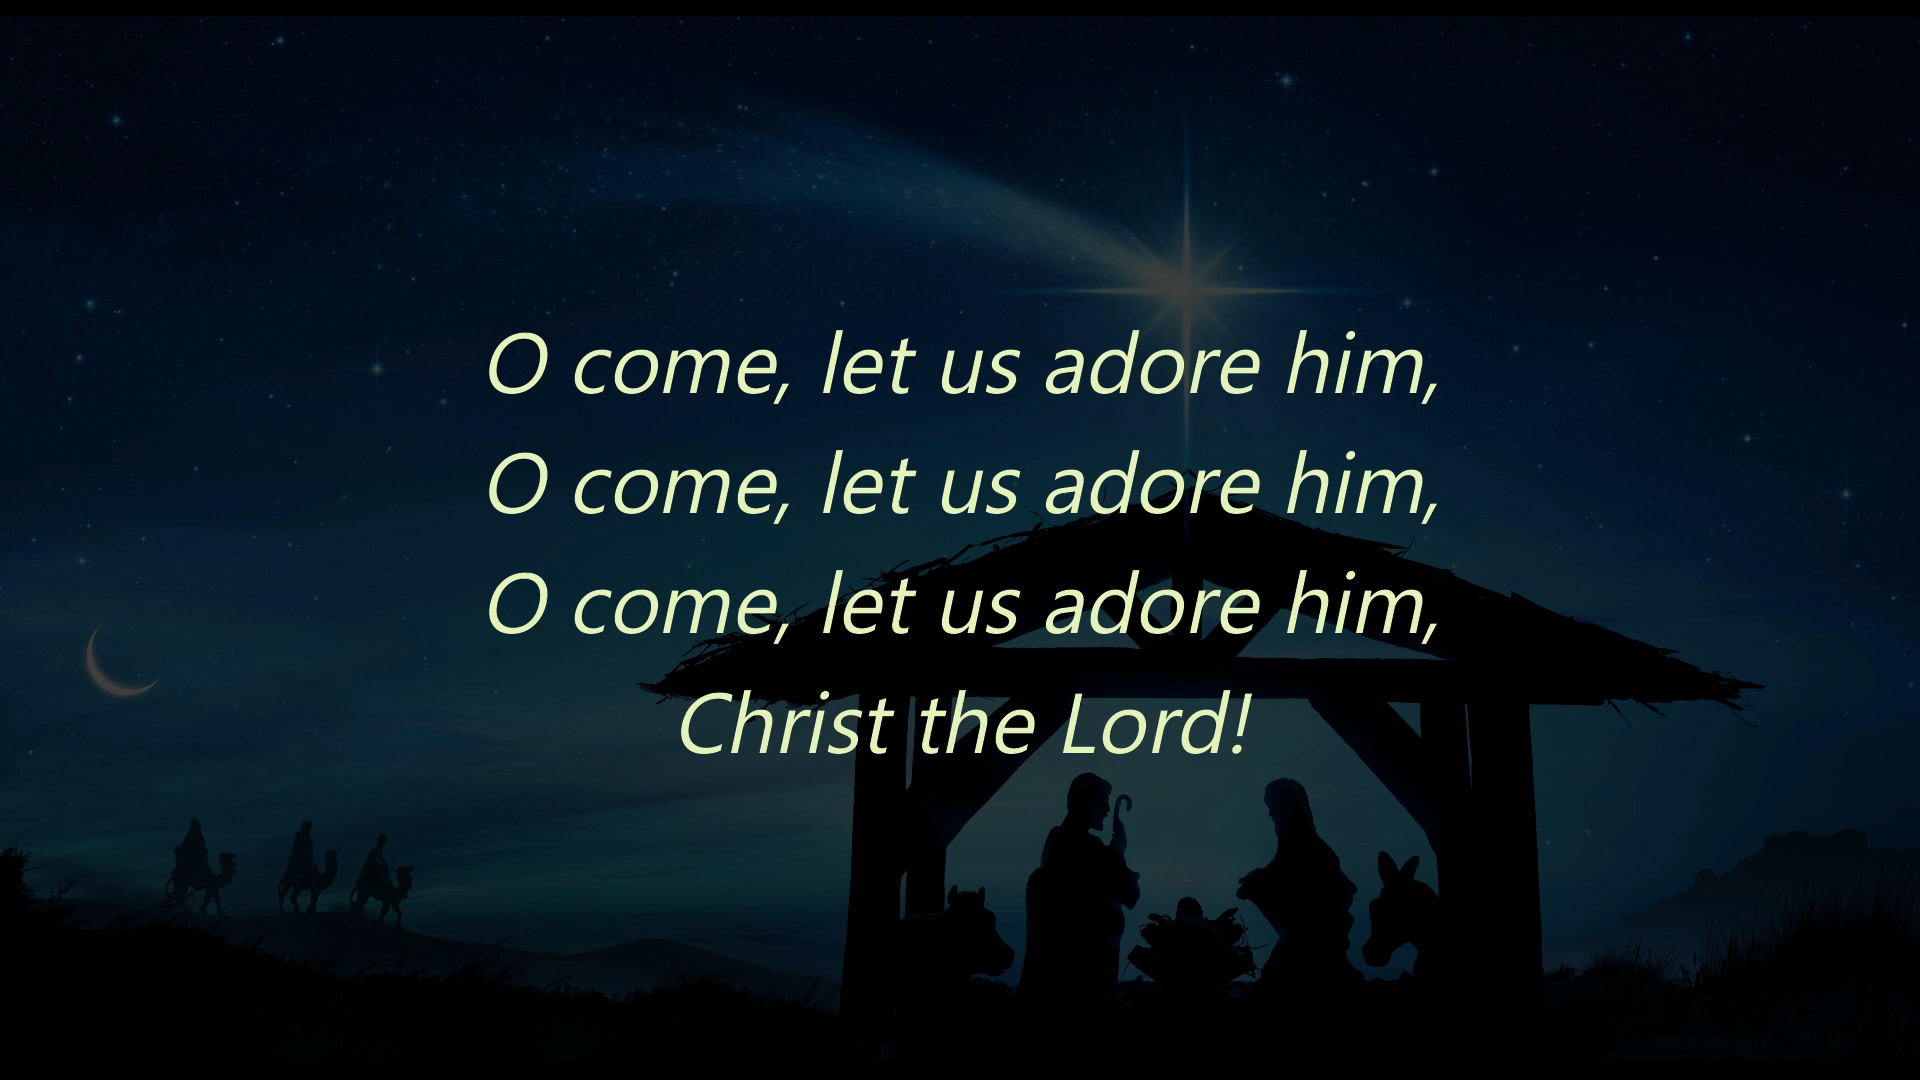 O come, let us adore him,
O come, let us adore him,
O come, let us adore him,
Christ the Lord!